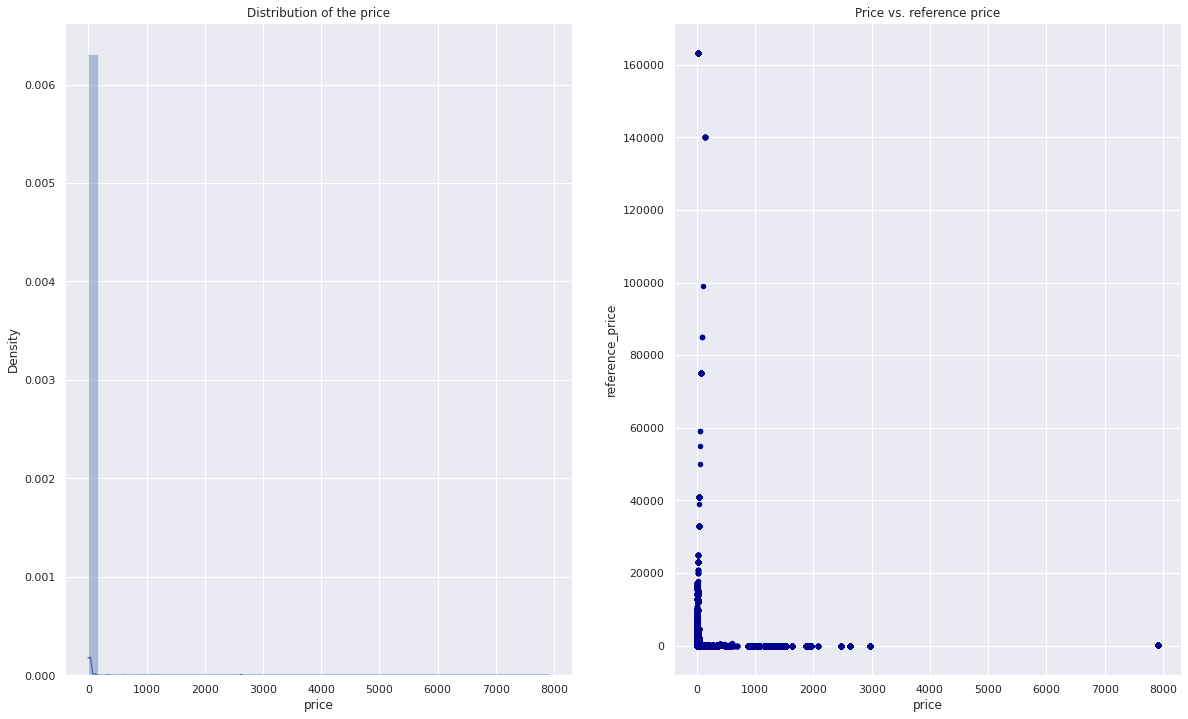 Distribution of the price
0.006
0.005
0.004
0.003
0.002
0.001
0.000
Density
0 1000 2000 3000 4000 5000 6000 7000 8000
price
Price vs. reference price
160000
140000
120000
100000
80000
60000
40000
20000
0
reference_price
0 1000 2000 3000 4000 5000 6000 7000 8000
price